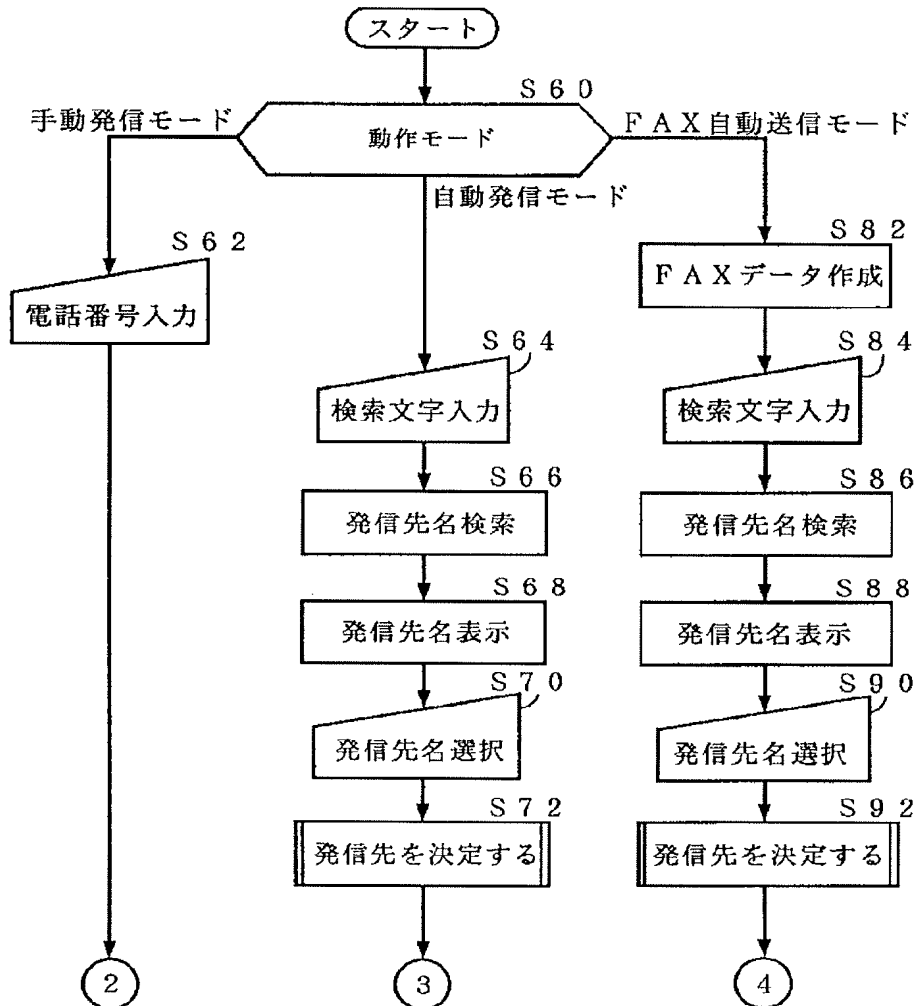 スタート
S60
手動発信モード
動作モード
FAX自動送信モード
自動発信モード
S62
電話番号入力
S82
FAXデータ作成
S64
検索文字入力
S84
検索文字入力
S66
発信先名検索
S86
発信先名検索
S68
発信先名表示
S88
発信先名表示
S70
発信先名選択
S90
発信先名選択
S72
発信先を決定する
S92
発信先を決定する
2
3
4